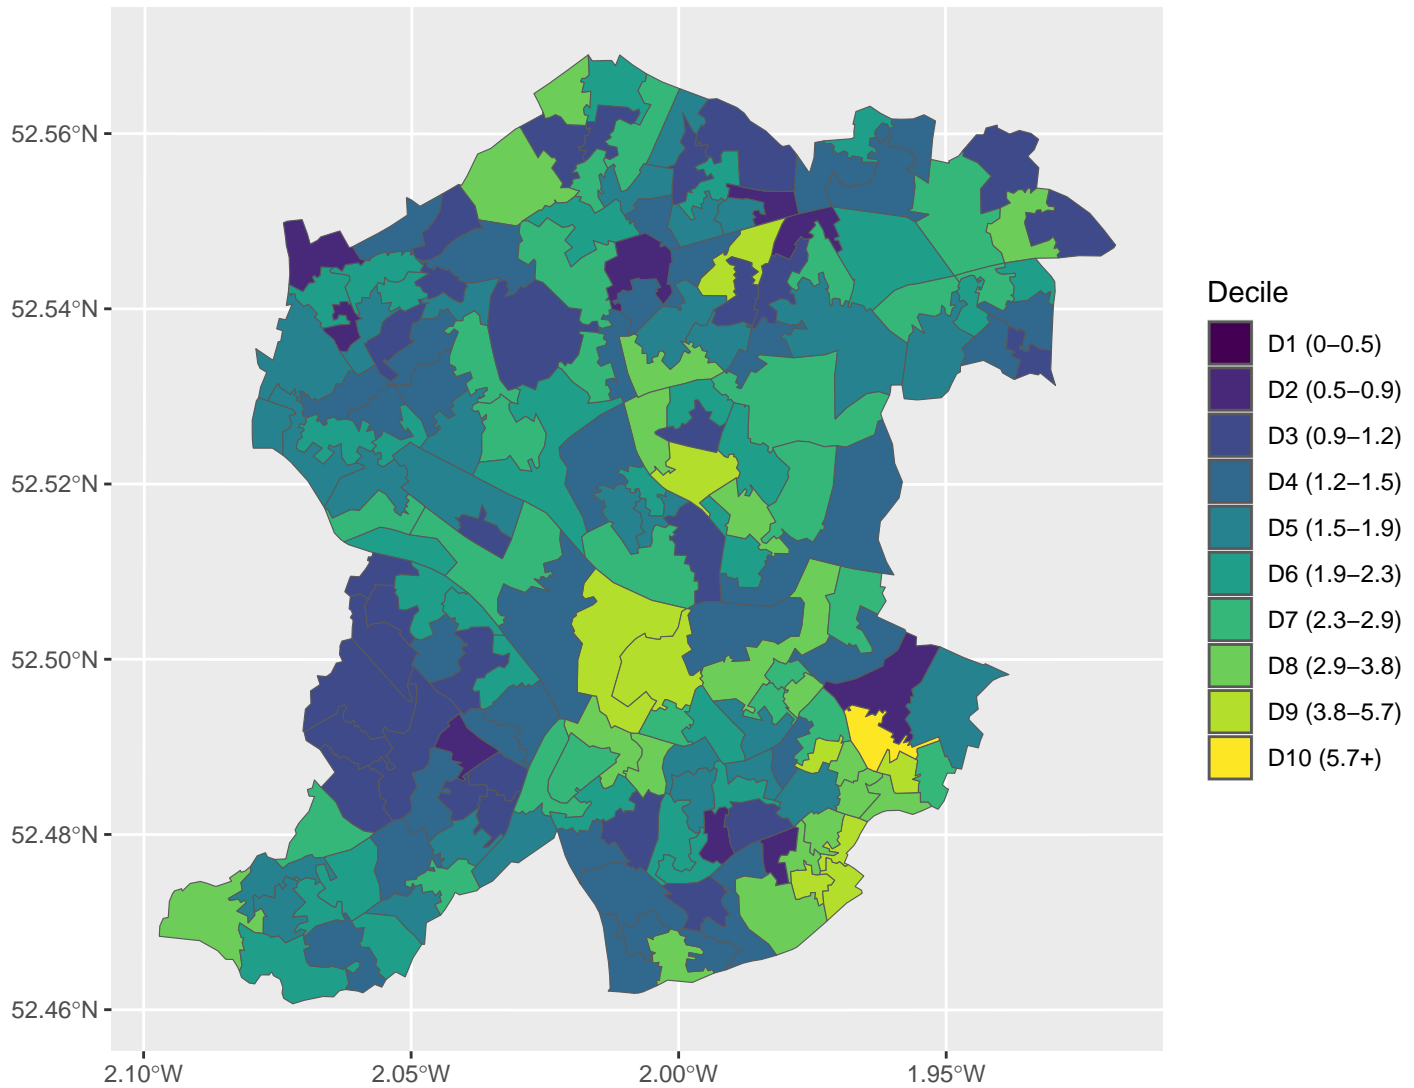 52.56°N
52.54°N
52.52°N
52.50°N
52.48°N
52.46°N
2.10°W
2.05°W
2.00°W
1.95°W
Decile
D1 (0–0.5)
D2 (0.5–0.9)
D3 (0.9–1.2)
D4 (1.2–1.5)
D5 (1.5–1.9)
D6 (1.9–2.3)
D7 (2.3–2.9)
D8 (2.9–3.8)
D9 (3.8–5.7)
D10 (5.7+)